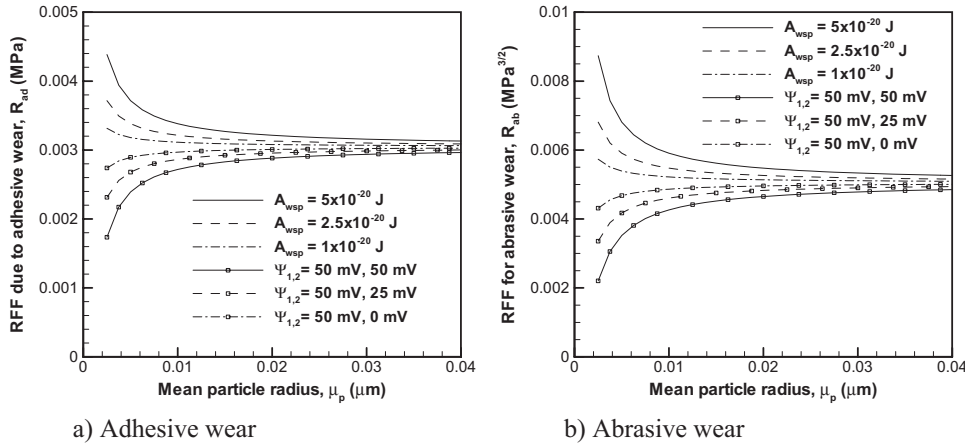 RFF due to adhesive wear, R_ad (MPa)
0.005
0.004
0.003
0.002
0.001
0
A_wsp = 5x10^-20 J
A_wsp = 2.5x10^-20 J
A_wsp = 1x10^-20 J
Ψ_1,2 = 50 mV, 50 mV
Ψ_1,2 = 50 mV, 25 mV
Ψ_1,2 = 50 mV, 0 mV
0 0.01 0.02 0.03 0.04
Mean particle radius, μ_p (μm)
a) Adhesive wear
RFF for abrasive wear, R_ab (MPa^3/2)
0.01
0.008
0.006
0.004
0.002
0
A_wsp = 5x10^-20 J
A_wsp = 2.5x10^-20 J
A_wsp = 1x10^-20 J
Ψ_1,2 = 50 mV, 50 mV
Ψ_1,2 = 50 mV, 25 mV
Ψ_1,2 = 50 mV, 0 mV
0 0.01 0.02 0.03 0.04
Mean particle radius, μ_p (μm)
b) Abrasive wear